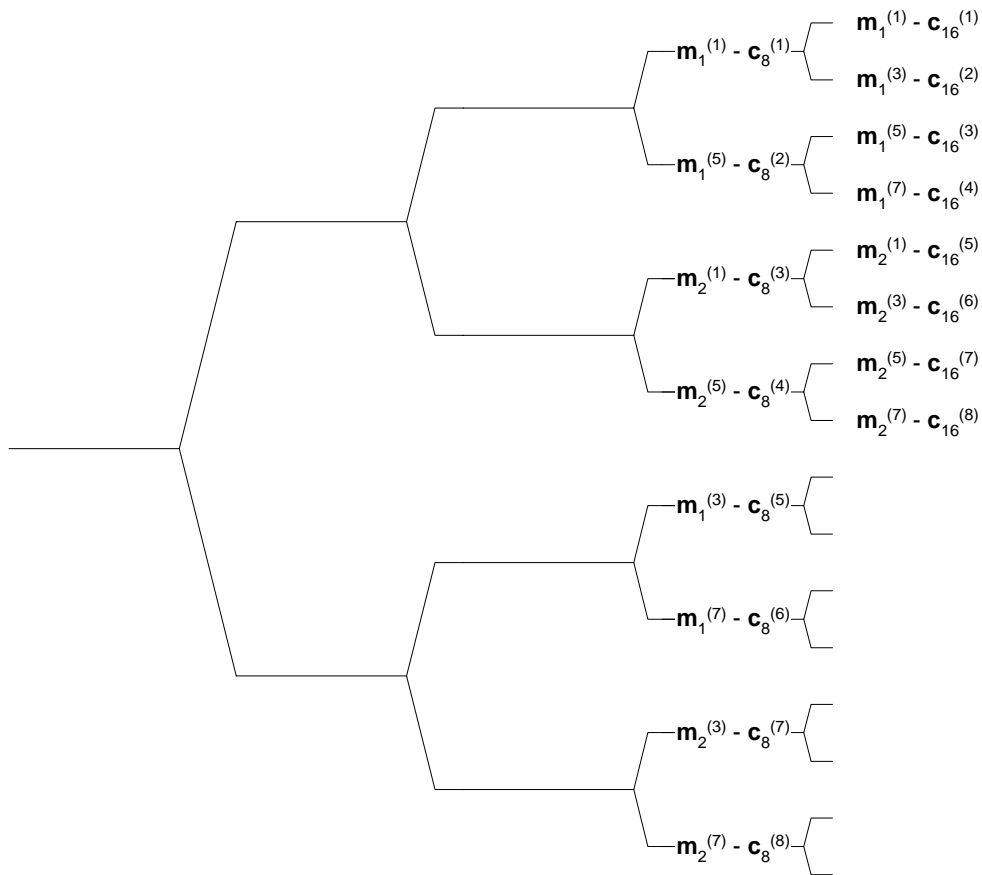 m₁⁽¹⁾ - c₁₆⁽¹⁾
m₁⁽¹⁾ - c₈⁽¹⁾
m₁⁽³⁾ - c₁₆⁽²⁾
m₁⁽⁵⁾ - c₁₆⁽³⁾
m₁⁽⁵⁾ - c₈⁽²⁾
m₁⁽⁷⁾ - c₁₆⁽⁴⁾
m₂⁽¹⁾ - c₁₆⁽⁵⁾
m₂⁽¹⁾ - c₈⁽³⁾
m₂⁽³⁾ - c₁₆⁽⁶⁾
m₂⁽⁵⁾ - c₁₆⁽⁷⁾
m₂⁽⁵⁾ - c₈⁽⁴⁾
m₂⁽⁷⁾ - c₁₆⁽⁸⁾
m₁⁽³⁾ - c₈⁽⁵⁾
m₁⁽⁷⁾ - c₈⁽⁶⁾
m₂⁽³⁾ - c₈⁽⁷⁾
m₂⁽⁷⁾ - c₈⁽⁸⁾